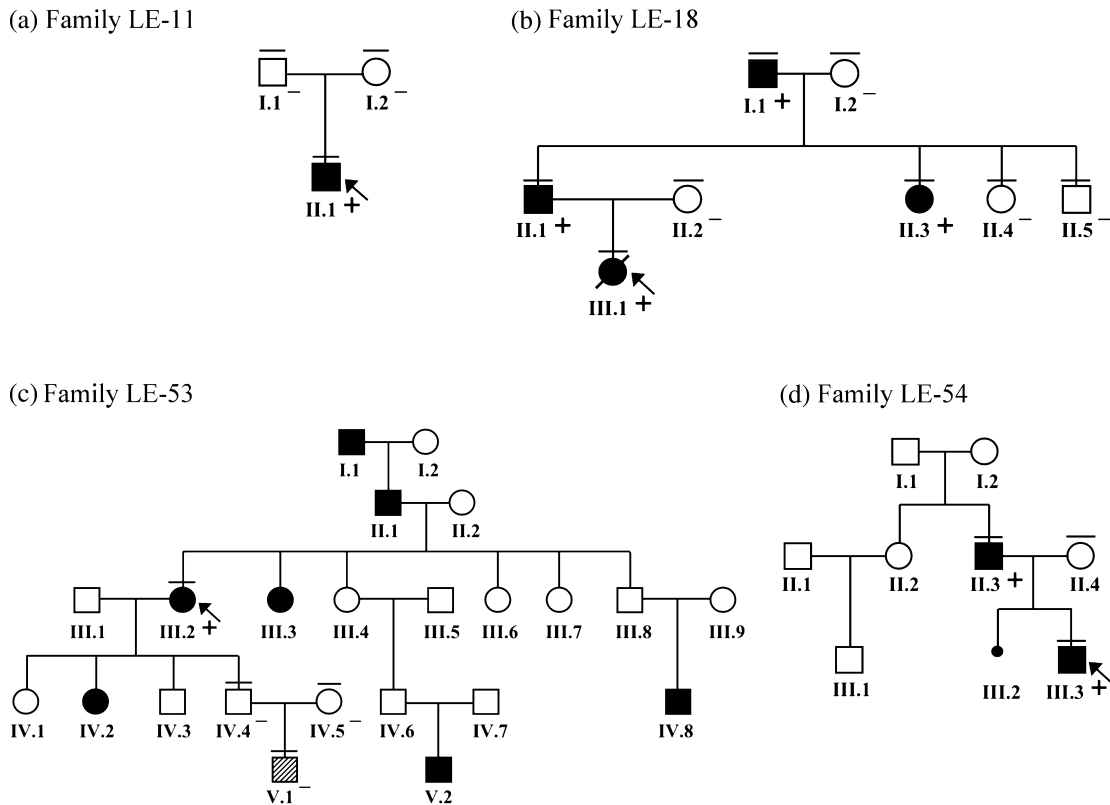 (a) Family LE-11
I.1 – I.2 –
II.1 +
(b) Family LE-18
I.1 + I.2 –
II.1 + II.2 – II.3 + II.4 – II.5 –
III.1 +
(c) Family LE-53
I.1 I.2
II.1 II.2
III.1 III.2 + III.3 III.4 III.5 III.6 III.7 III.8 III.9
IV.1 IV.2 IV.3 IV.4 – IV.5 – IV.6 IV.7 IV.8
V.1 – V.2
(d) Family LE-54
I.1 I.2
II.1 II.2 II.3 + II.4
III.1 III.2 III.3 +